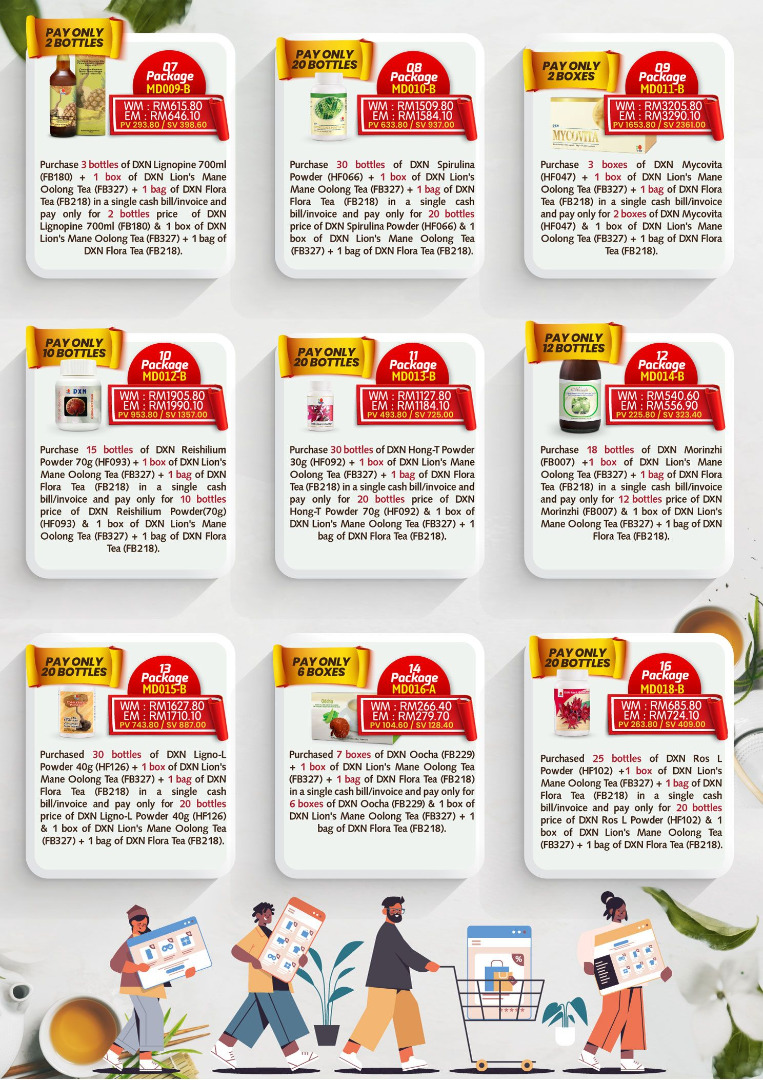 PAY ONLY
2 BOTTLES
07
Package
MD009-B
WM : RM615.80
EM : RM646.10
PV 293.80 / SV 398.60
Purchase 3 bottles of DXN Lignopine 700ml
(FB180) + 1 box of DXN Lion's Mane
Oolong Tea (FB327) + 1 bag of DXN Flora
Tea (FB218) in a single cash bill/invoice and
pay only for 2 bottles price of DXN
Lignopine 700ml (FB180) & 1 box of DXN
Lion's Mane Oolong Tea (FB327) + 1 bag of
DXN Flora Tea (FB218).
PAY ONLY
20 BOTTLES
08
Package
MD010-B
WM : RM1509.80
EM : RM1584.10
PV 633.80 / SV 937.00
Purchase 30 bottles of DXN Spirulina
Powder (HF066) + 1 box of DXN Lion's
Mane Oolong Tea (FB327) + 1 bag of DXN
Flora Tea (FB218) in a single cash
bill/invoice and pay only for 20 bottles
price of DXN Spirulina Powder (HF066) & 1
box of DXN Lion's Mane Oolong Tea
(FB327) + 1 bag of DXN Flora Tea (FB218).
PAY ONLY
2 BOXES
09
Package
MD011-B
WM : RM3205.80
EM : RM3290.10
PV 1653.80 / SV 2361.00
MYCOVITA
Purchase 3 boxes of DXN Mycovita
(HF047) + 1 box of DXN Lion's Mane
Oolong Tea (FB327) + 1 bag of DXN Flora
Tea (FB218) in a single cash bill/invoice
and pay only for 2 boxes of DXN Mycovita
(HF047) & 1 box of DXN Lion's Mane
Oolong Tea (FB327) + 1 bag of DXN Flora
Tea (FB218).
PAY ONLY
10 BOTTLES
10
Package
MD012-B
DXN
WM : RM1905.80
EM : RM1990.10
PV 953.80 / SV 1357.00
Purchase 15 bottles of DXN Reishilium
Powder 70g (HF093) + 1 box of DXN Lion's
Mane Oolong Tea (FB327) + 1 bag of DXN
Flora Tea (FB218) in a single cash
bill/invoice and pay only for 10 bottles
price of DXN Reishilium Powder(70g)
(HF093) & 1 box of DXN Lion's Mane
Oolong Tea (FB327) + 1 bag of DXN Flora
Tea (FB218).
PAY ONLY
20 BOTTLES
11
Package
MD013-B
WM : RM1127.80
EM : RM1184.10
PV 493.80 / SV 725.00
Purchase 30 bottles of DXN Hong-T Powder
30g (HF092) + 1 box of DXN Lion's Mane
Oolong Tea (FB327) + 1 bag of DXN Flora
Tea (FB218) in a single cash bill/invoice and
pay only for 20 bottles price of DXN
Hong-T Powder 70g (HF092) & 1 box of
DXN Lion's Mane Oolong Tea (FB327) + 1
bag of DXN Flora Tea (FB218).
PAY ONLY
12 BOTTLES
12
Package
MD014-B
WM : RM540.60
EM : RM556.90
PV 225.80 / SV 323.40
Purchase 18 bottles of DXN Morinzhi
(FB007) +1 box of DXN Lion's Mane
Oolong Tea (FB327) + 1 bag of DXN Flora
Tea (FB218) in a single cash bill/invoice
and pay only for 12 bottles price of DXN
Morinzhi (FB007) & 1 box of DXN Lion's
Mane Oolong Tea (FB327) + 1 bag of DXN
Flora Tea (FB218).
PAY ONLY
20 BOTTLES
13
Package
MD015-B
WM : RM1627.80
EM : RM1710.10
PV 743.80 / SV 887.00
Purchased 30 bottles of DXN Ligno-L
Powder 40g (HF126) + 1 box of DXN Lion's
Mane Oolong Tea (FB327) + 1 bag of DXN
Flora Tea (FB218) in a single cash
bill/invoice and pay only for 20 bottles
price of DXN Ligno-L Powder 40g (HF126)
& 1 box of DXN Lion's Mane Oolong Tea
(FB327) + 1 bag of DXN Flora Tea (FB218).
PAY ONLY
6 BOXES
14
Package
MD016-A
Oocha
WM : RM266.40
EM : RM279.70
PV 104.60 / SV 128.40
Purchased 7 boxes of DXN Oocha (FB229)
+ 1 box of DXN Lion's Mane Oolong Tea
(FB327) + 1 bag of DXN Flora Tea (FB218)
in a single cash bill/invoice and pay only for
6 boxes of DXN Oocha (FB229) & 1 box of
DXN Lion's Mane Oolong Tea (FB327) + 1
bag of DXN Flora Tea (FB218).
PAY ONLY
20 BOTTLES
16
Package
MD018-B
WM : RM685.80
EM : RM724.10
PV 263.80 / SV 409.00
Purchased 25 bottles of DXN Ros L
Powder (HF102) +1 box of DXN Lion's
Mane Oolong Tea (FB327) + 1 bag of DXN
Flora Tea (FB218) in a single cash
bill/invoice and pay only for 20 bottles
price of DXN Ros L Powder (HF102) & 1
box of DXN Lion's Mane Oolong Tea
(FB327) + 1 bag of DXN Flora Tea (FB218).
%